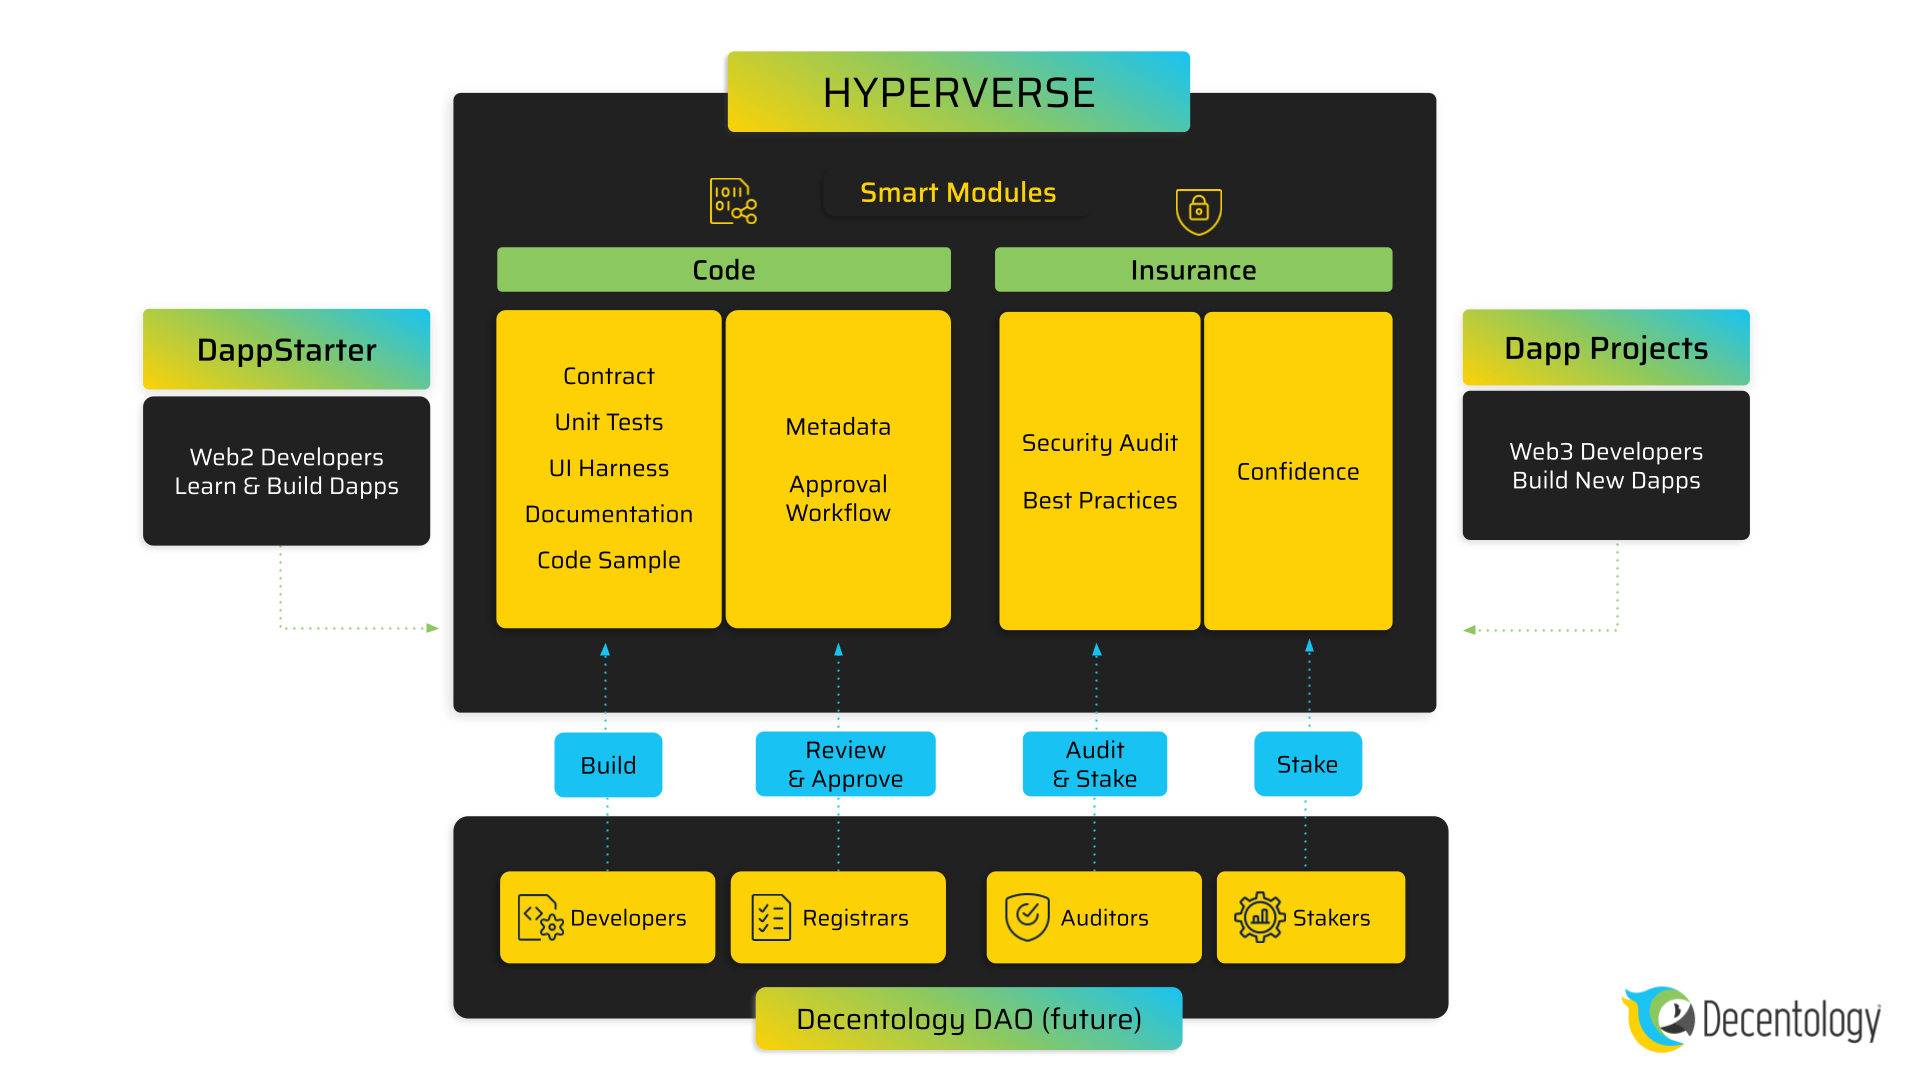 HYPERVERSE
Smart Modules
Code
Insurance
DappStarter
Web2 Developers
Learn & Build Dapps
Contract
Unit Tests
UI Harness
Documentation
Code Sample
Metadata
Approval
Workflow
Security Audit
Best Practices
Confidence
Dapp Projects
Web3 Developers
Build New Dapps
Build
Review
& Approve
Audit
& Stake
Stake
Developers
Registrars
Auditors
Stakers
Decentology DAO (future)
Decentology